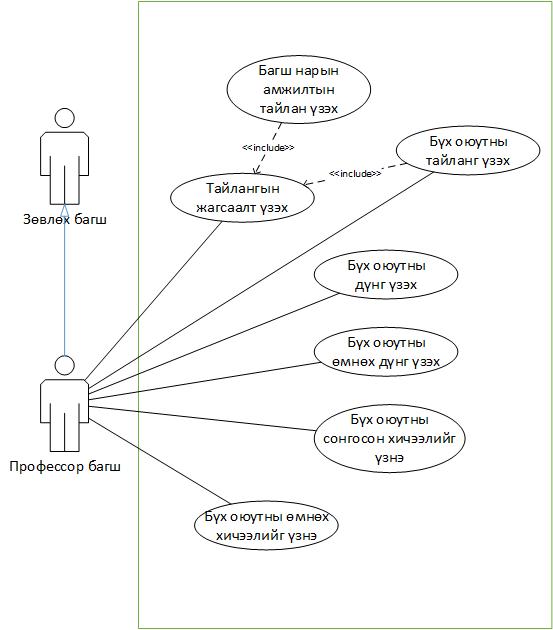 Багш нарын
амжилтын
тайлан үзэх
<<include>>
Бүх оюутны
тайланг үзэх
<<include>>
Тайлангын
жагсаалт үзэх
Зөвлөх багш
Бүх оюутны
дүнг үзэх
Бүх оюутны
өмнөх дүнг үзэх
Бүх оюутны
сонгосон хичээлийг
үзнэ
Профессор багш
Бүх оюутны өмнөх
хичээлийг үзнэ